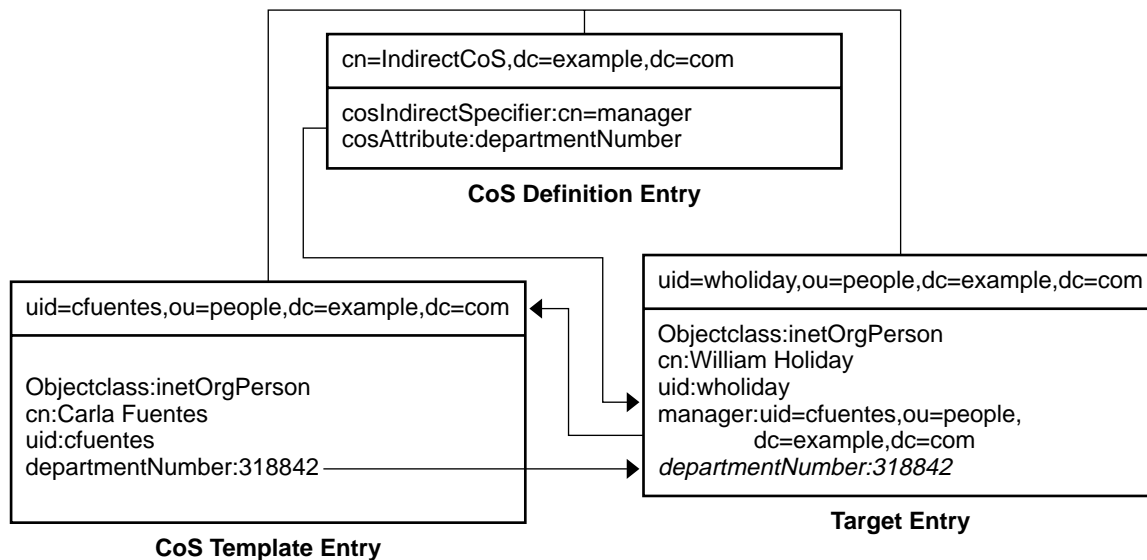 cn=IndirectCoS,dc=example,dc=com
cosIndirectSpecifier:cn=manager
cosAttribute:departmentNumber
CoS Definition Entry
uid=cfuentes,ou=people,dc=example,dc=com
Objectclass:inetOrgPerson
cn:Carla Fuentes
uid:cfuentes
departmentNumber:318842
CoS Template Entry
uid=wholiday,ou=people,dc=example,dc=com
Objectclass:inetOrgPerson
cn:William Holiday
uid:wholiday
manager:uid=cfuentes,ou=people,
dc=example,dc=com
departmentNumber:318842
Target Entry